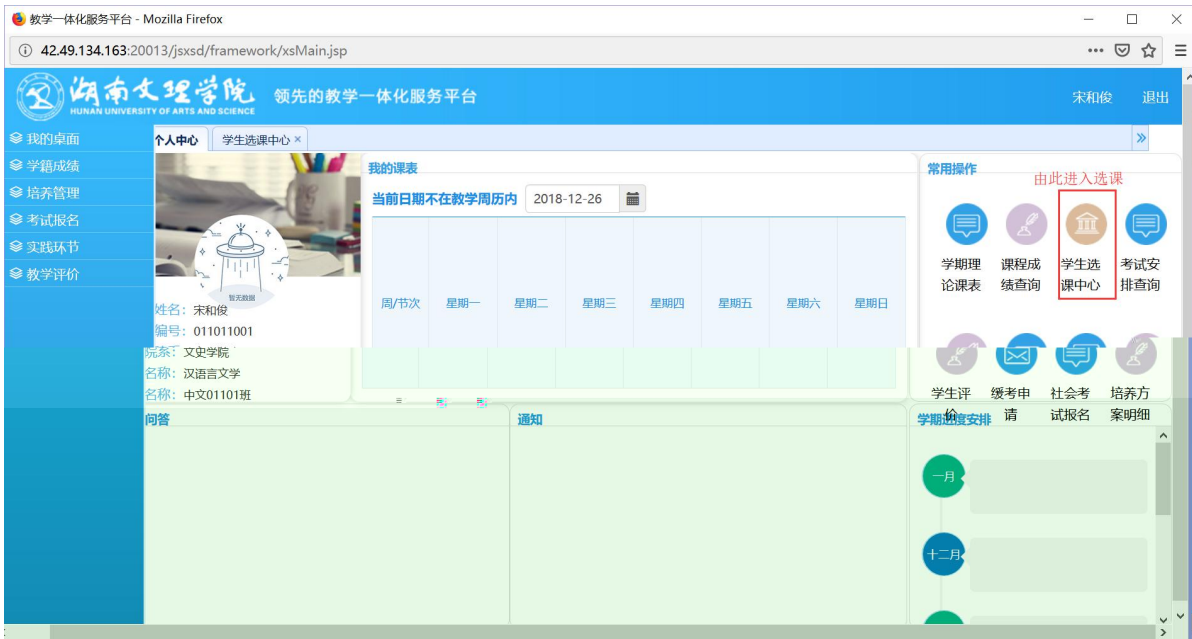 教学一体化服务平台 - Mozilla Firefox
42.49.134.163:20013/jsxsd/framework/xsMain.jsp
湖南文理学院
HUNAN UNIVERSITY OF ARTS AND SCIENCE
领先的教学一体化服务平台
宋和俊 退出
我的桌面
学籍成绩
培养管理
考试报名
实践环节
教学评价
个人中心 学生选课中心 ×
暂无数据
姓名：宋和俊
编号：011011001
院系：文史学院
名称：汉语言文学
名称：中文01101班
我的课表
当前日期不在教学周历内 2018-12-26
周/节次 星期一 星期二 星期三 星期四 星期五 星期六 星期日
常用操作
由此进入选课
学期理论课表
课程成绩查询
学生选课中心
考试安排查询
学生评价
缓考申请
社会考试报名
培养方案明细
问答
通知
学期进度安排
一月
十二月